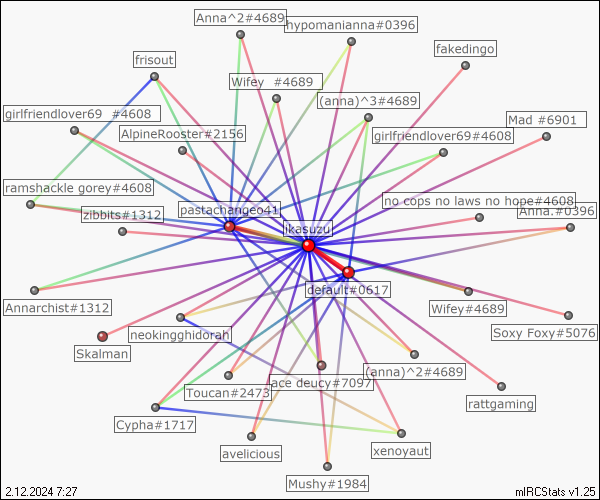 Anna^2#4689
hypomanianna#0396
fakedingo
frisout
Wifey  #4689
(anna)^3#4689
girlfriendlover69  #4608
AlpineRooster#2156
girlfriendlover69#4608
Mad #6901
ramshackle gorey#4608
zibbits#1312
pastachangeo41
jkasuzu
no cops no laws no hope#4608
Anna.#0396
default#0617
Annarchist#1312
neokingghidorah
Wifey#4689
Soxy Foxy#5076
Skalman
Toucan#2473
ace deucy#7097
(anna)^2#4689
rattgaming
Cypha#1717
avelicious
xenoyaut
Mushy#1984
2.12.2024 7:27
mIRCStats v1.25